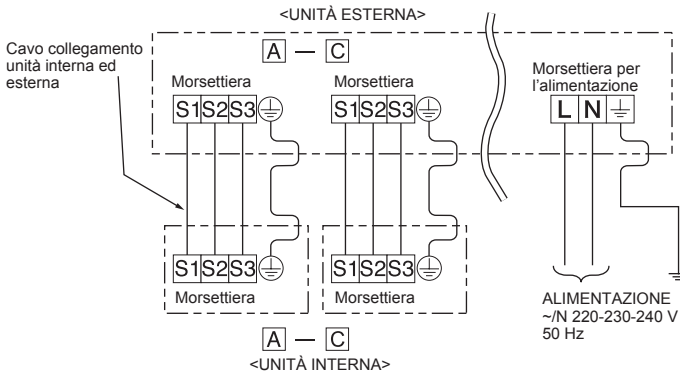 <UNITÀ ESTERNA>
Cavo collegamento
unità interna ed
esterna
A — C
Morsettiera
S1 S2 S3
Morsettiera
S1 S2 S3
Morsettiera per
l'alimentazione
L N
S1 S2 S3
Morsettiera
S1 S2 S3
Morsettiera
A — C
<UNITÀ INTERNA>
ALIMENTAZIONE
~/N 220-230-240 V
50 Hz